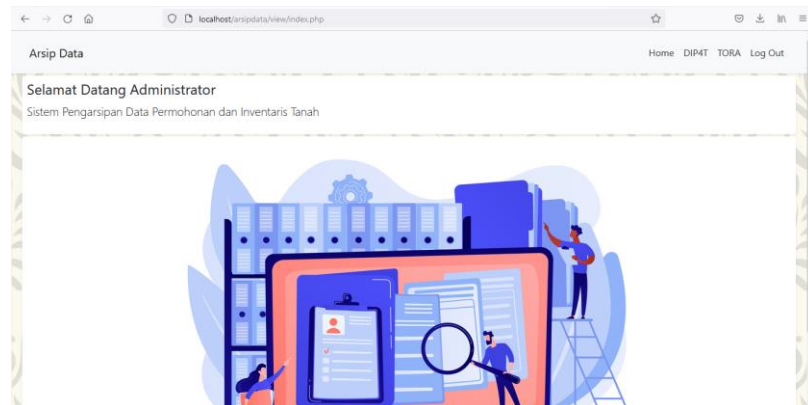 localhost/arsipdata/view/index.php
Arsip Data
Home DIP4T TORA Log Out
Selamat Datang Administrator
Sistem Pengarsipan Data Permohonan dan Inventaris Tanah